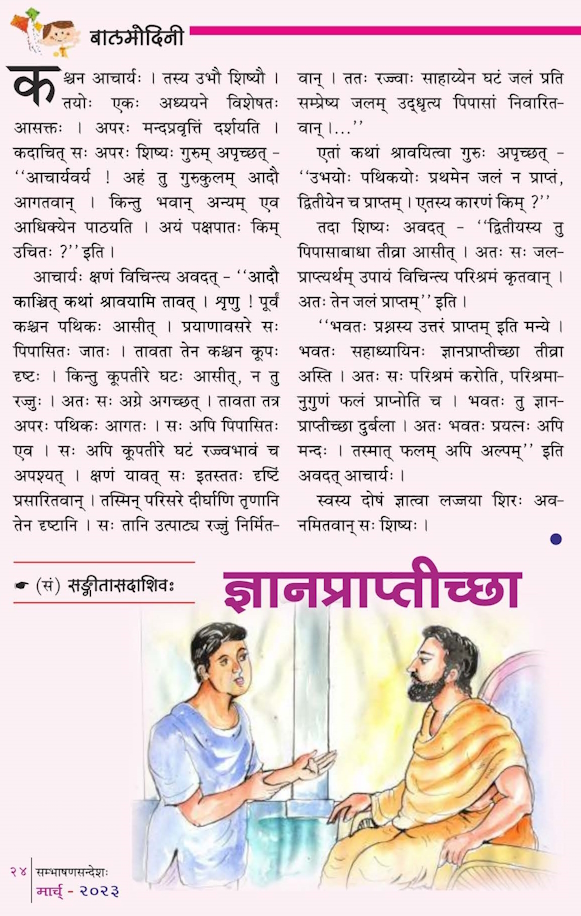 बालमोदिनी
कश्चन आचार्यः । तस्य उभौ शिष्यौ ।
तयोः एकः अध्ययने विशेषतः
आसक्तः । अपरः मन्दप्रवृत्तिं दर्शयति ।
कदाचित् सः अपरः शिष्यः गुरुम् अपृच्छत् -
‘‘आचार्यवर्य ! अहं तु गुरुकुलम् आदौ
आगतवान् । किन्तु भवान् अन्यम् एव
आधिक्येन पाठयति । अयं पक्षपातः किम्
उचितः ?’’ इति ।
आचार्यः क्षणं विचिन्त्य अवदत् - ‘‘आदौ
काञ्चित् कथां श्रावयामि तावत् । शृणु ! पूर्वं
कश्चन पथिकः आसीत् । प्रयाणावसरे सः
पिपासितः जातः । तावता तेन कश्चन कूपः
दृष्टः । किन्तु कूपतीरे घटः आसीत्, न तु
रज्जुः । अतः सः अग्रे अगच्छत् । तावता तत्र
अपरः पथिकः आगतः । सः अपि पिपासितः
एव । सः अपि कूपतीरे घटं रज्ज्वभावं च
अपश्यत् । क्षणं यावत् सः इतस्ततः दृष्टिं
प्रसारितवान् । तस्मिन् परिसरे दीर्घाणि तृणानि
तेन दृष्टानि । सः तानि उत्पाट्य रज्जुं निर्मित-
वान् । ततः रज्ज्वाः साहाय्येन घटं जलं प्रति
सम्प्रेष्य जलम् उद्धृत्य पिपासां निवारित-
वान् ।...’’
एतां कथां श्रावयित्वा गुरुः अपृच्छत् -
‘‘उभयोः पथिकयोः प्रथमेन जलं न प्राप्तं,
द्वितीयेन च प्राप्तम् । एतस्य कारणं किम् ?’’
तदा शिष्यः अवदत् - ‘‘द्वितीयस्य तु
पिपासाबाधा तीव्रा आसीत् । अतः सः जल-
प्राप्त्यर्थम् उपायं विचिन्त्य परिश्रमं कृतवान् ।
अतः तेन जलं प्राप्तम्’’ इति ।
‘‘भवतः प्रश्नस्य उत्तरं प्राप्तम् इति मन्ये ।
भवतः सहाध्यायिनः ज्ञानप्राप्तीच्छा तीव्रा
अस्ति । अतः सः परिश्रमं करोति, परिश्रमा-
नुगुणं फलं प्राप्नोति च । भवतः तु ज्ञान-
प्राप्तीच्छा दुर्बला । अतः भवतः प्रयत्नः अपि
मन्दः । तस्मात् फलम् अपि अल्पम्’’ इति
अवदत् आचार्यः ।
स्वस्य दोषं ज्ञात्वा लज्जया शिरः अव-
नमितवान् सः शिष्यः ।
☛ (सं) सङ्गीतासदाशिवः
ज्ञानप्राप्तीच्छा
२४
सम्भाषणसन्देशः
मार्च् - २०२३